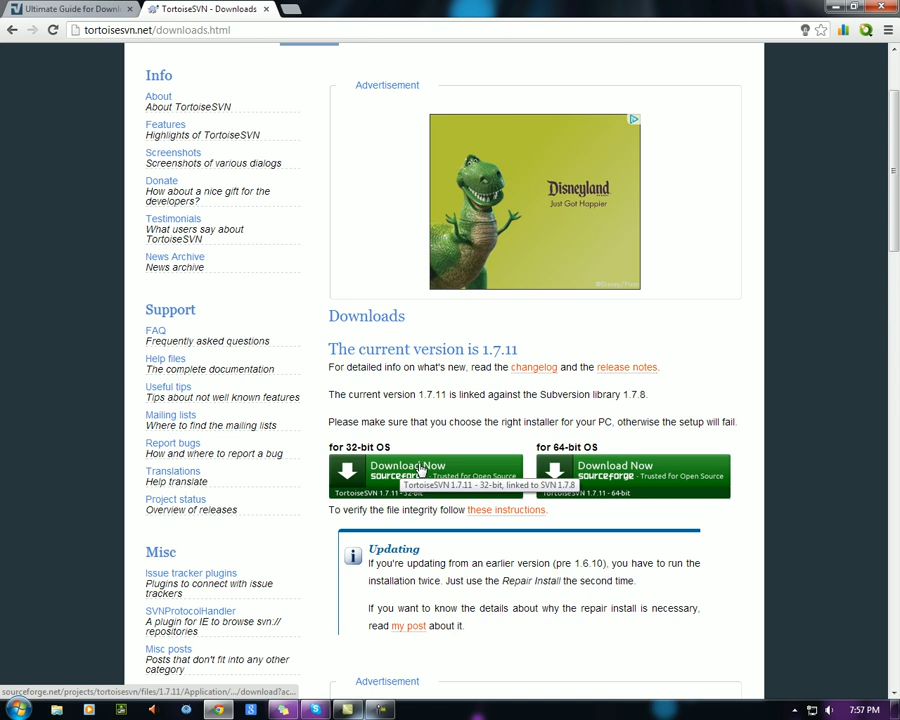 Ultimate Guide for Downl
TortoiseSVN - Downloads
tortoisesvn.net/downloads.html
Info
About
About TortoiseSVN
Features
Highlights of TortoiseSVN
Screenshots
Screenshots of various dialogs
Donate
How about a nice gift for the
developers?
Testimonials
What users say about
TortoiseSVN
News Archive
News archive
Support
FAQ
Frequently asked questions
Help files
The complete documentation
Useful tips
Tips about not well known features
Mailing lists
Where to find the mailing lists
Report bugs
Where and how to report a bug
Translations
Help translate
Project status
Overview of releases
Misc
Issue tracker plugins
Plugins to connect with issue
trackers
SVNProtocolHandler
A plugin for IE to browse svn://
repositories
Misc posts
Posts that don't fit into any other
category
Advertisement
Disneyland
Just Got Happier
©Disney/Pixar
Downloads
The current version is 1.7.11
For detailed info on what's new, read the changelog and the release notes.
The current version 1.7.11 is linked against the Subversion library 1.7.8.
Please make sure that you choose the right installer for your PC, otherwise the setup will fail.
for 32-bit OS
Download Now
sourceforge - Trusted for Open Source
TortoiseSVN 1.7.11 - 32-bit
TortoiseSVN 1.7.11 - 32-bit, linked to SVN 1.7.8
for 64-bit OS
Download Now
sourceforge - Trusted for Open Source
TortoiseSVN 1.7.11 - 64-bit
To verify the file integrity follow these instructions.
Updating
If you're updating from an earlier version (pre 1.6.10), you have to run the
installation twice. Just use the Repair Install the second time.
If you want to know the details about why the repair install is necessary,
read my post about it.
Advertisement
sourceforge.net/projects/tortoisesvn/files/1.7.11/Application/.../download?ac...
7:57 PM